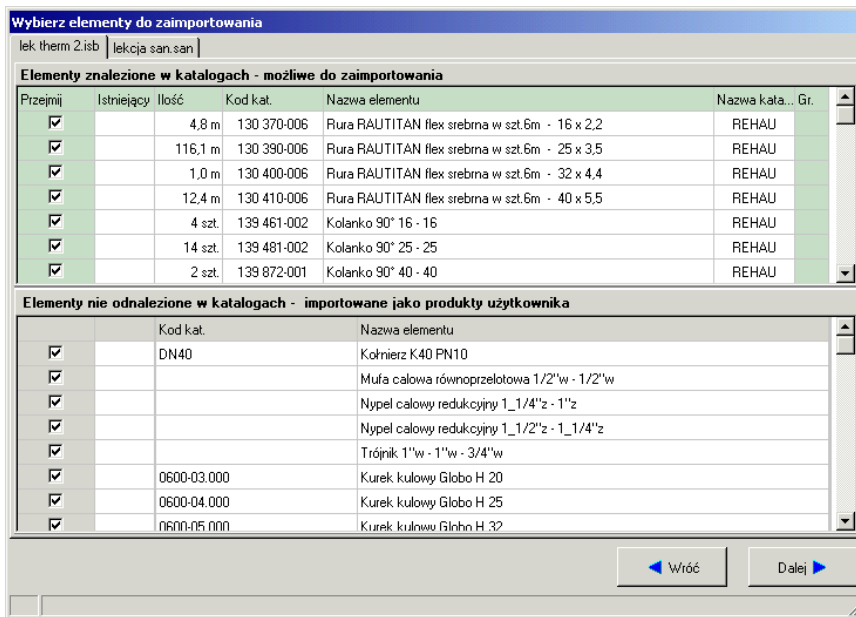 Wybierz elementy do zaimportowania
lek therm 2.isb lekcja san.san
Elementy znalezione w katalogach - możliwe do zaimportowania
Przejmij Istniejący Ilość Kod kat. Nazwa elementu Nazwa kata... Gr.
4,8 m 130 370-006 Rura RAUTITAN flex srebrna w szt.6m - 16 x 2,2 REHAU
116,1 m 130 390-006 Rura RAUTITAN flex srebrna w szt.6m - 25 x 3,5 REHAU
1,0 m 130 400-006 Rura RAUTITAN flex srebrna w szt.6m - 32 x 4,4 REHAU
12,4 m 130 410-006 Rura RAUTITAN flex srebrna w szt.6m - 40 x 5,5 REHAU
4 szt. 139 461-002 Kolanko 90° 16 - 16 REHAU
14 szt. 139 481-002 Kolanko 90° 25 - 25 REHAU
2 szt. 139 872-001 Kolanko 90° 40 - 40 REHAU
Elementy nie odnalezione w katalogach - importowane jako produkty użytkownika
Kod kat. Nazwa elementu
DN40 Kołnierz K40 PN10
Mufa calowa równoprzelotowa 1/2"w - 1/2"w
Nypel calowy redukcyjny 1_1/4"z - 1"z
Nypel calowy redukcyjny 1_1/2"z - 1_1/4"z
Trójnik 1"w - 1"w - 3/4"w
0600-03.000 Kurek kulowy Globo H 20
0600-04.000 Kurek kulowy Globo H 25
0600-05.000 Kurek kulowy Globo H 32
Wróć Dalej